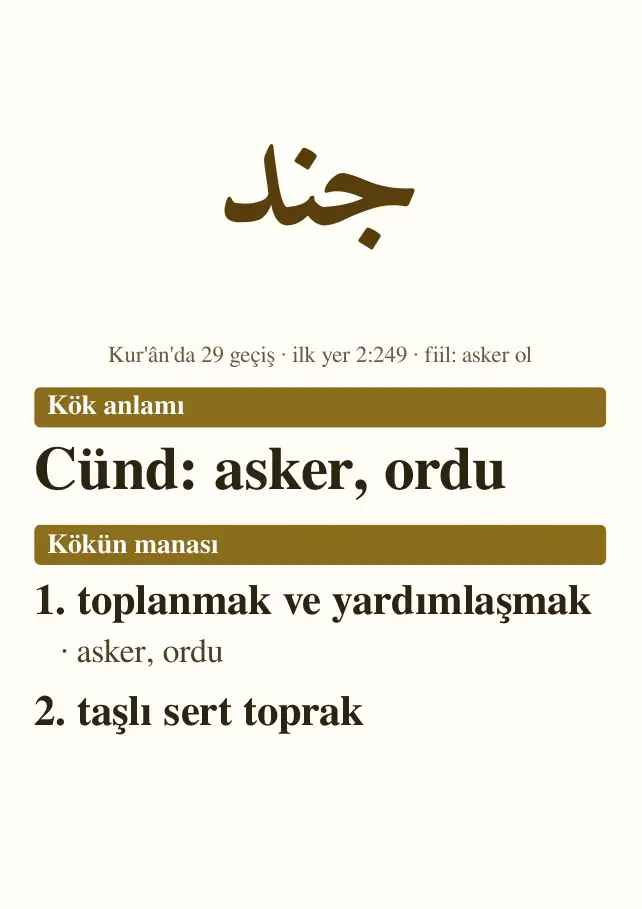 جند
Kur'ân'da 29 geçiş · ilk yer 2:249 · fiil: asker ol
Kök anlamı
Cünd: asker, ordu
Kökün manası
1. toplanmak ve yardımlaşmak
· asker, ordu
2. taşlı sert toprak